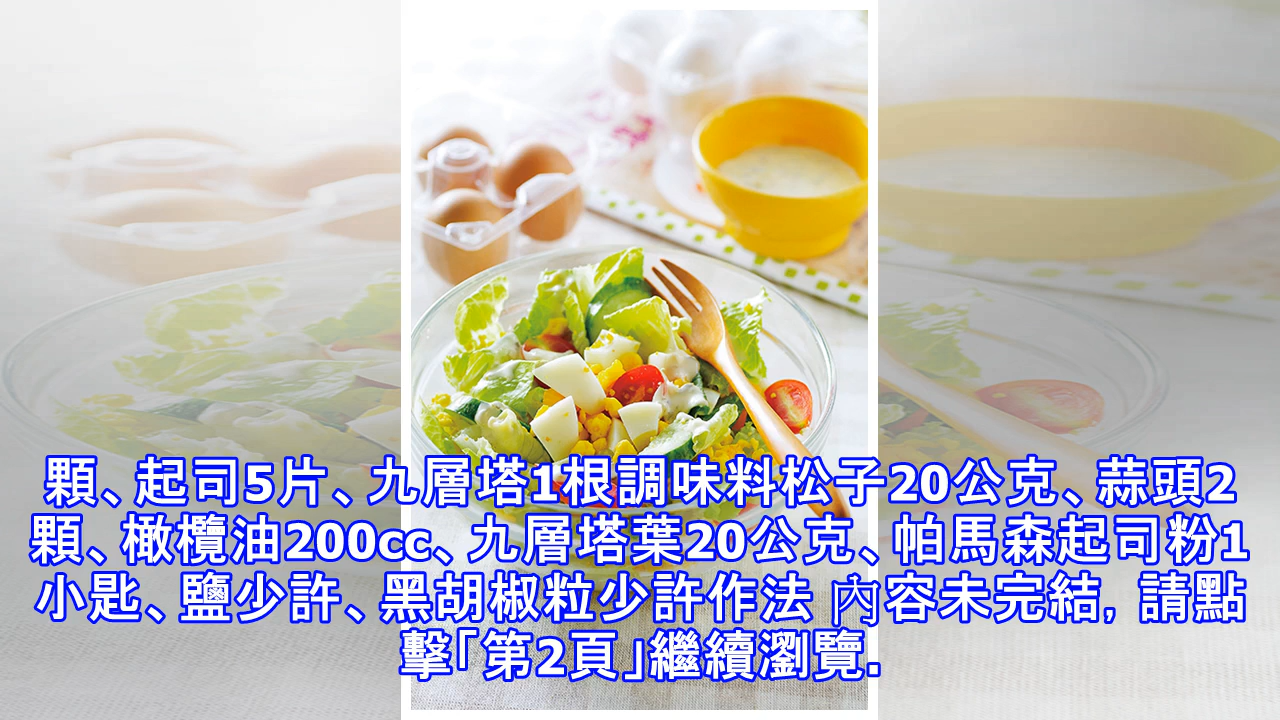 顆、起司5片、九層塔1根調味料松子20公克、蒜頭2
顆、橄欖油200cc、九層塔葉20公克、帕馬森起司粉1
小匙、鹽少許、黑胡椒粒少許作法 內容未完結, 請點
擊「第2頁」繼續瀏覽.